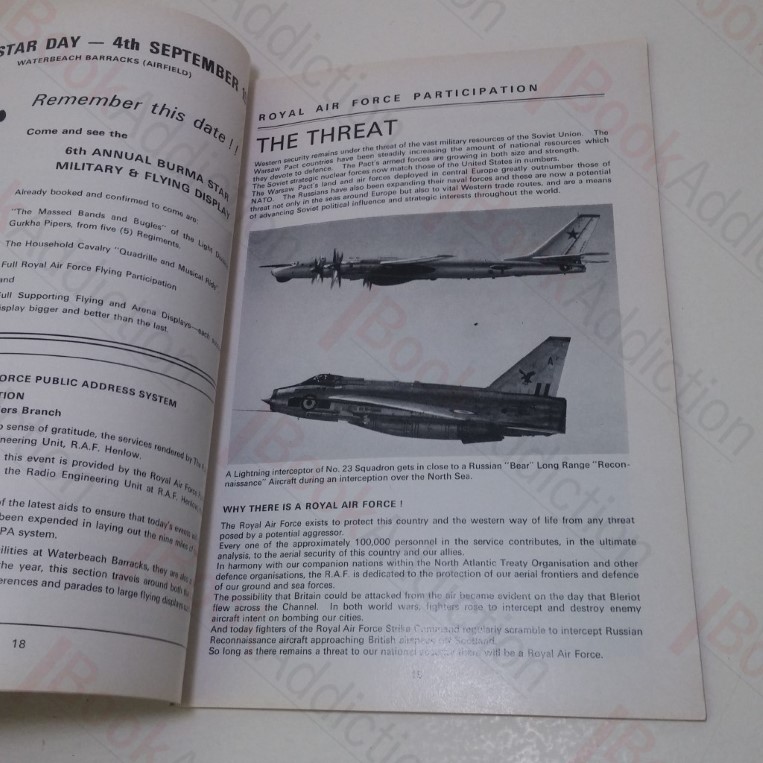 STAR DAY — 4th SEPTEMBER
WATERBEACH BARRACKS (AIRFIELD)
Remember this date!!
Come and see the
6th ANNUAL BURMA STAR
MILITARY & FLYING DISPLAY
Already booked and confirmed to come are:
"The Massed Bands and Bugles" of the Light
Gurkha Pipers, from five (5) Regiments.
The Household Cavalry "Quadrille and Musical Ride"
Full Royal Air Force Flying Participation
and
Full Supporting Flying and Arena Displays—each
display bigger and better than the last.
FORCE PUBLIC ADDRESS SYSTEM
TION
ers Branch
sense of gratitude, the services rendered by The
neering Unit, R.A.F. Henlow.
this event is provided by the Royal Air Force
the Radio Engineering Unit at R.A.F. Henlow
of the latest aids to ensure that today's events
been expended in laying out the nine miles of
PA system.
ilities at Waterbeach Barracks, they are also
the year, this section travels around both the
erences and parades to large flying displays
18
ROYAL AIR FORCE PARTICIPATION
THE THREAT
Western security remains under the threat of the vast military resources of the Soviet Union. The
Warsaw Pact countries have been steadily increasing the amount of national resources which
they devote to defence. The Pact's armed forces are growing in both size and strength.
The Soviet strategic nuclear forces now match those of the United States in numbers.
The Warsaw Pact's land and air forces deployed in central Europe greatly outnumber those of
NATO. The Russians have also been expanding their naval forces and these are now a potential
threat not only in the seas around Europe but also to vital Western trade routes, and are a means
of advancing Soviet political influence and strategic interests throughout the world.
A
A Lightning interceptor of No. 23 Squadron gets in close to a Russian "Bear" Long Range "Recon-
naissance" Aircraft during an interception over the North Sea.
WHY THERE IS A ROYAL AIR FORCE !
The Royal Air Force exists to protect this country and the western way of life from any threat
posed by a potential aggressor.
Every one of the approximately 100,000 personnel in the service contributes, in the ultimate
analysis, to the aerial security of this country and our allies.
In harmony with our companion nations within the North Atlantic Treaty Organisation and other
defence organisations, the R.A.F. is dedicated to the protection of our aerial frontiers and defence
of our ground and sea forces.
The possibility that Britain could be attacked from the air became evident on the day that Bleriot
flew across the Channel. In both world wars, fighters rose to intercept and destroy enemy
aircraft intent on bombing our cities.
And today fighters of the Royal Air Force Strike Command regularly scramble to intercept Russian
Reconnaissance aircraft approaching British airspace off Scotland.
So long as there remains a threat to our national security there will be a Royal Air Force.
BookAddiction